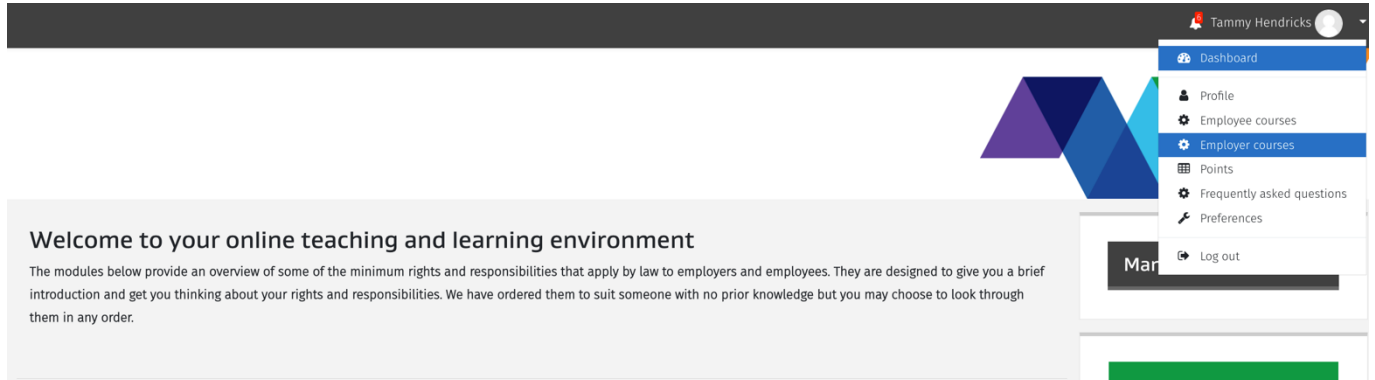 Tammy Hendricks
Dashboard
Profile
Employee courses
Employer courses
Points
Frequently asked questions
Preferences
Log out
Welcome to your online teaching and learning environment
The modules below provide an overview of some of the minimum rights and responsibilities that apply by law to employers and employees. They are designed to give you a brief
introduction and get you thinking about your rights and responsibilities. We have ordered them to suit someone with no prior knowledge but you may choose to look through
them in any order.
Mar